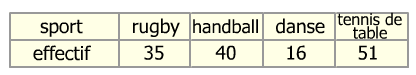 sport rugby handball danse tennis de table
effectif 35 40 16 51